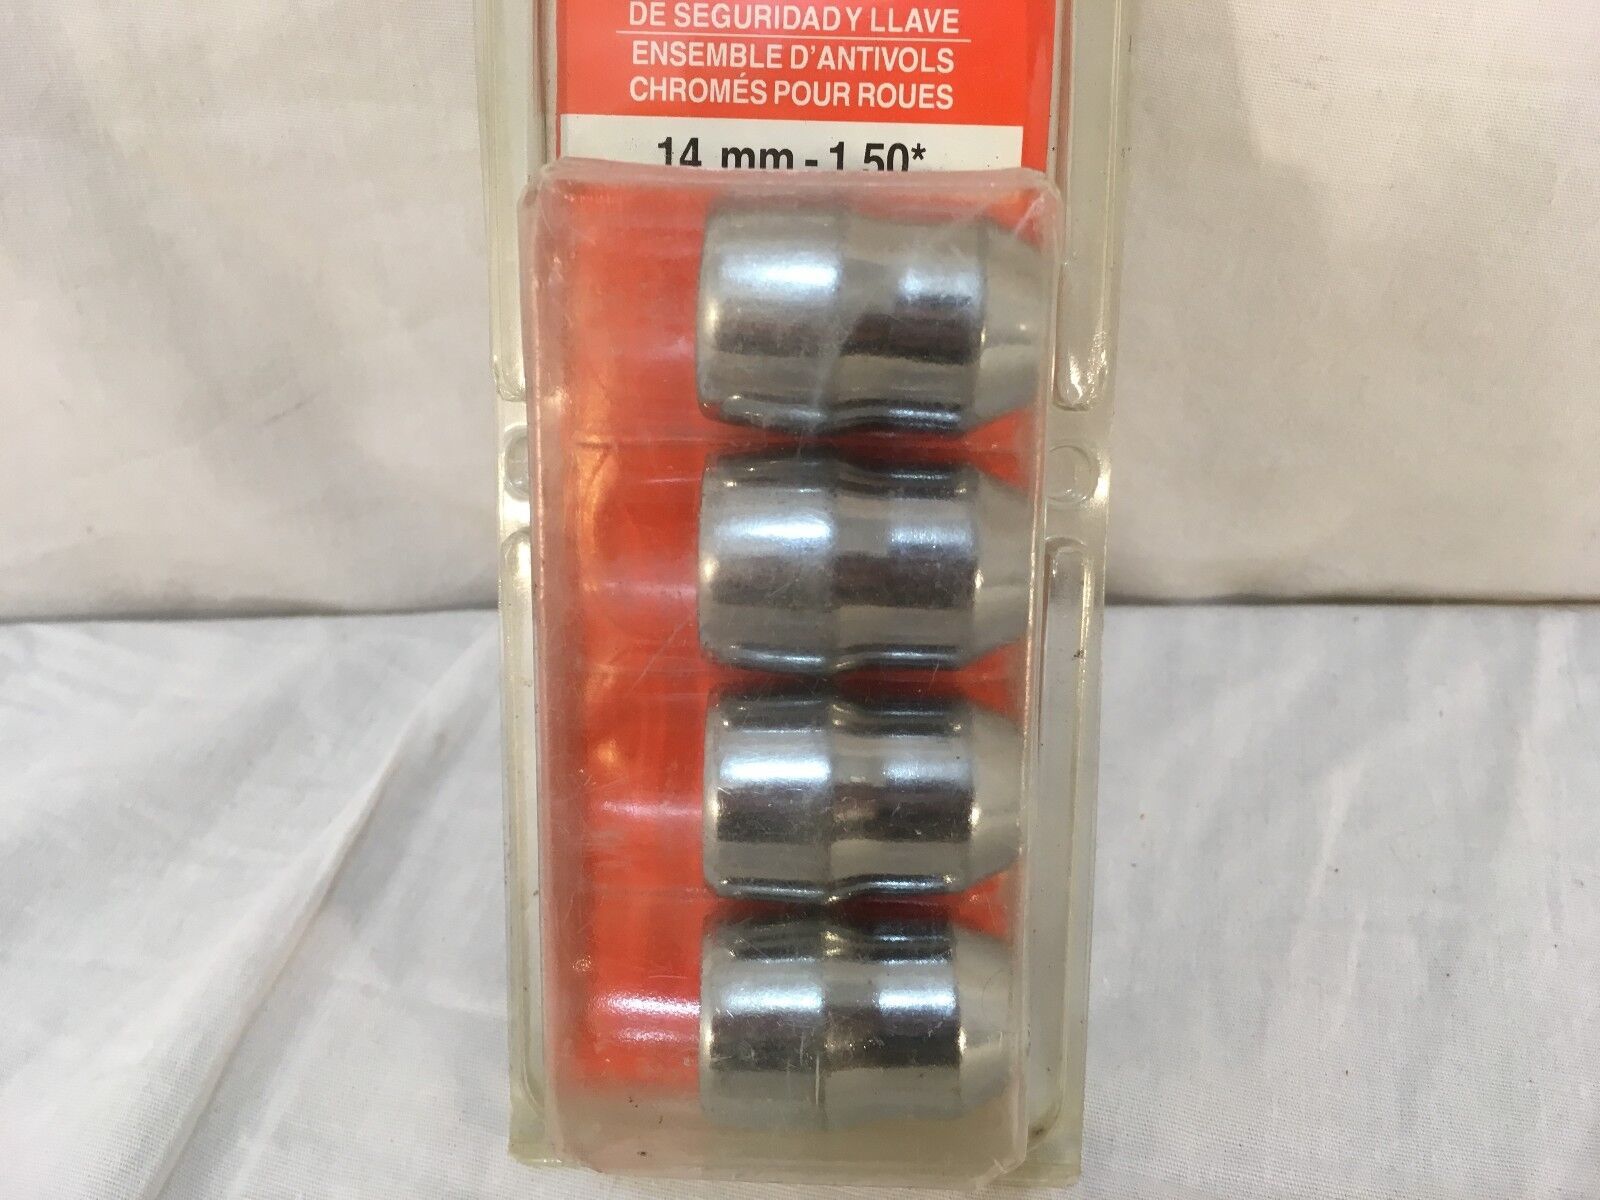 DE SEGURIDAD Y LLAVE
ENSEMBLE D'ANTIVOLS
CHROMÉS POUR ROUES
14 mm - 1.50*